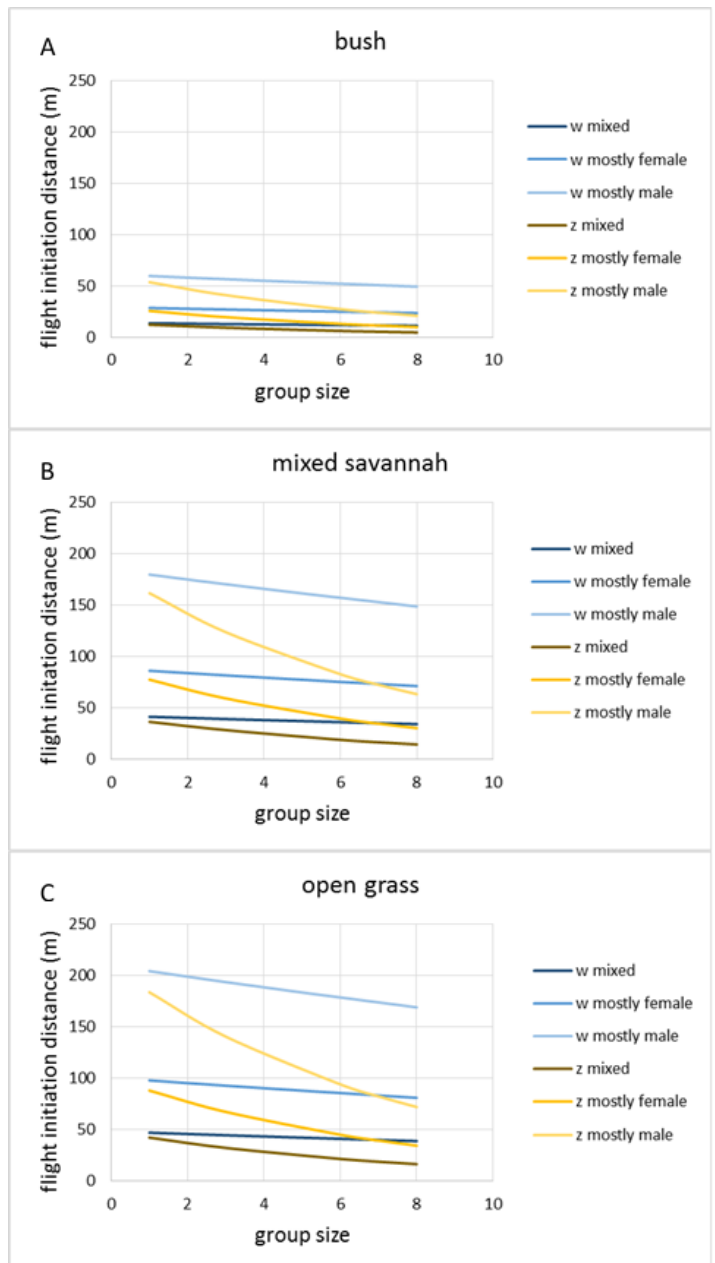 A
bush
flight initiation distance (m)
250
200
150
100
50
0
0 2 4 6 8 10
group size
w mixed
w mostly female
w mostly male
z mixed
z mostly female
z mostly male
B
mixed savannah
flight initation distance (m)
250
200
150
100
50
0
0 2 4 6 8 10
group size
w mixed
w mostly female
w mostly male
z mixed
z mostly female
z mostly male
C
open grass
flight initiation distance (m)
250
200
150
100
50
0
0 2 4 6 8 10
group size
w mixed
w mostly female
w mostly male
z mixed
z mostly female
z mostly male